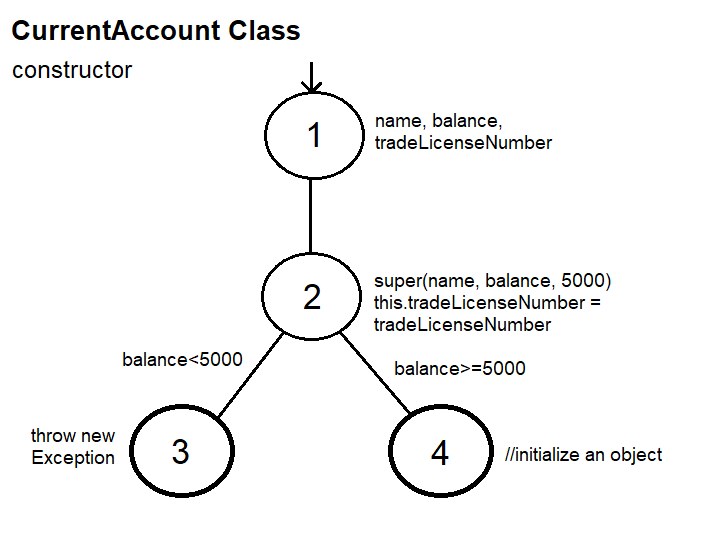 CurrentAccount Class
constructor
1
name, balance,
tradeLicenseNumber
2
super(name, balance, 5000)
this.tradeLicenseNumber =
tradeLicenseNumber
balance<5000
balance>=5000
throw new
Exception
3
4
//initialize an object